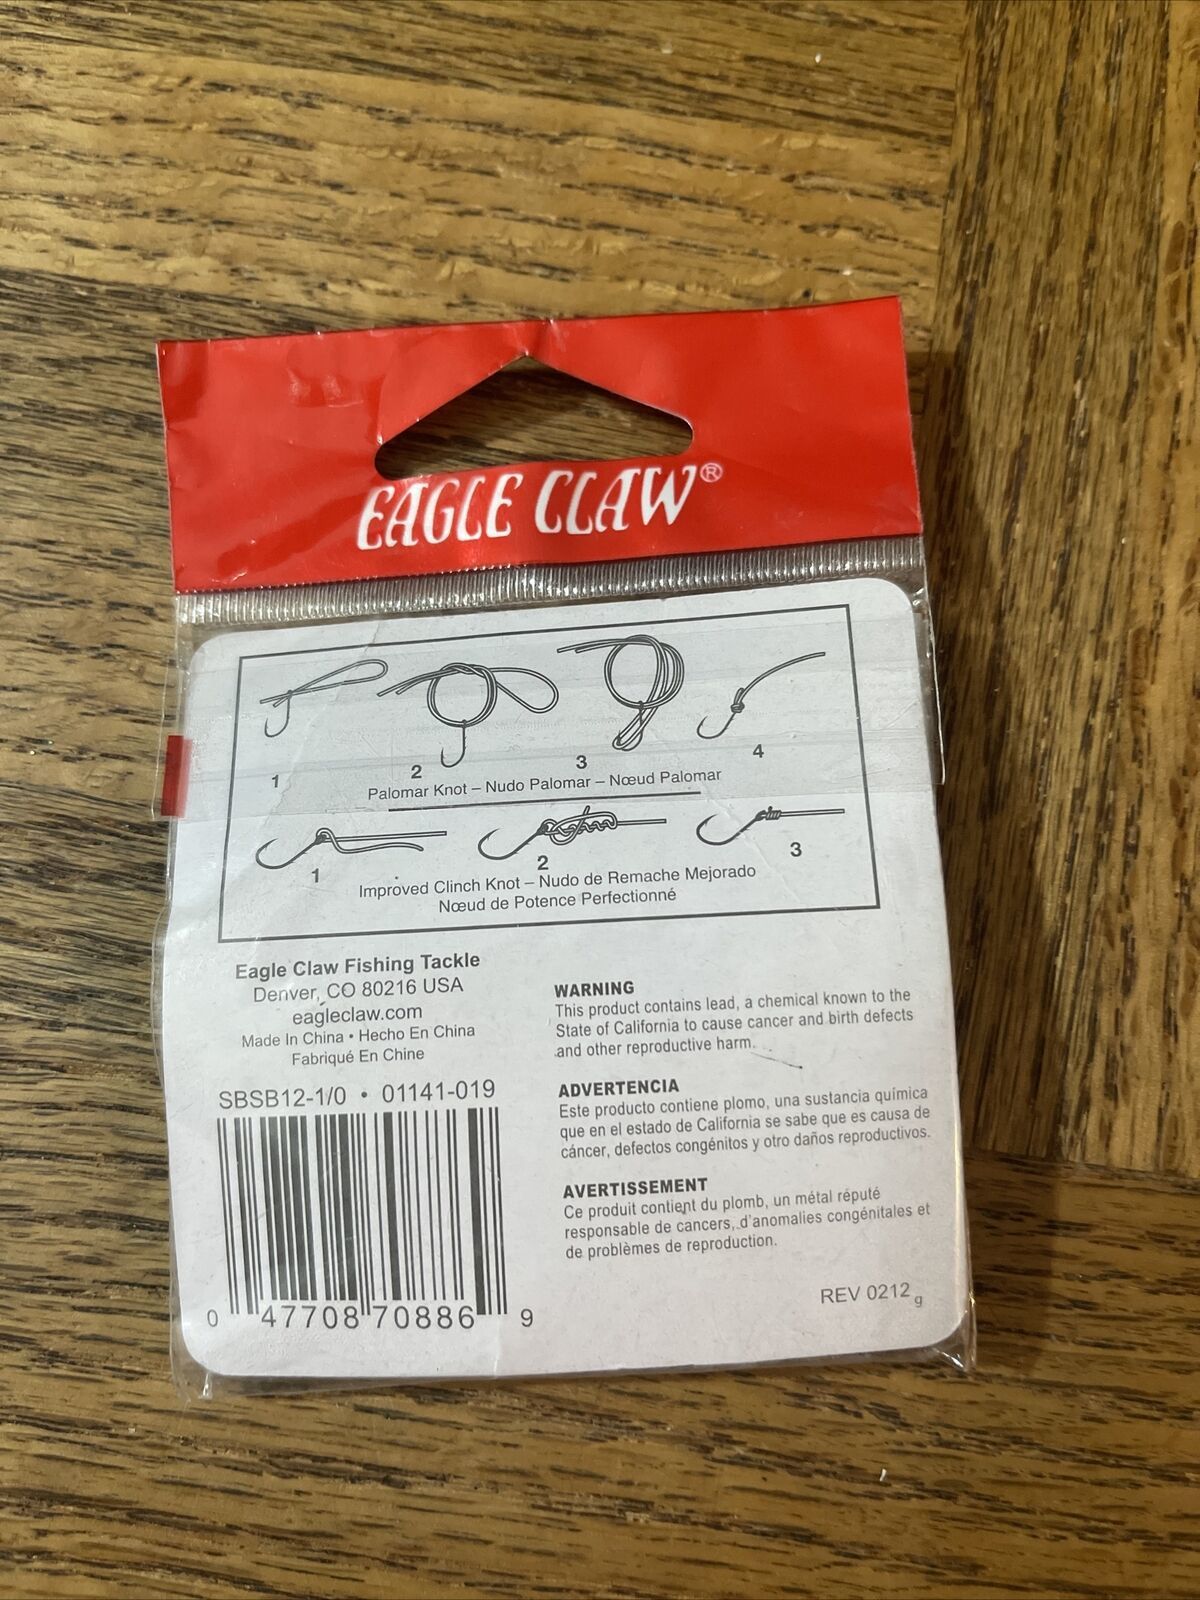 EAGLE CLAW®
1
2
3
4
Palomar Knot – Nudo Palomar – Nœud Palomar
1
2
3
Improved Clinch Knot – Nudo de Remache Mejorado
Nœud de Potence Perfectionné
Eagle Claw Fishing Tackle
Denver, CO 80216 USA
eagleclaw.com
Made In China • Hecho En China
Fabriqué En Chine
SBSB12-1/0 • 01141-019
0 47708 70886 9
WARNING
This product contains lead, a chemical known to the
State of California to cause cancer and birth defects
and other reproductive harm.
ADVERTENCIA
Este producto contiene plomo, una sustancia química
que en el estado de California se sabe que es causa de
cáncer, defectos congénitos y otro daños reproductivos.
AVERTISSEMENT
Ce produit contient du plomb, un métal réputé
responsable de cancers, d'anomalies congénitales et
de problèmes de reproduction.
REV 0212 g